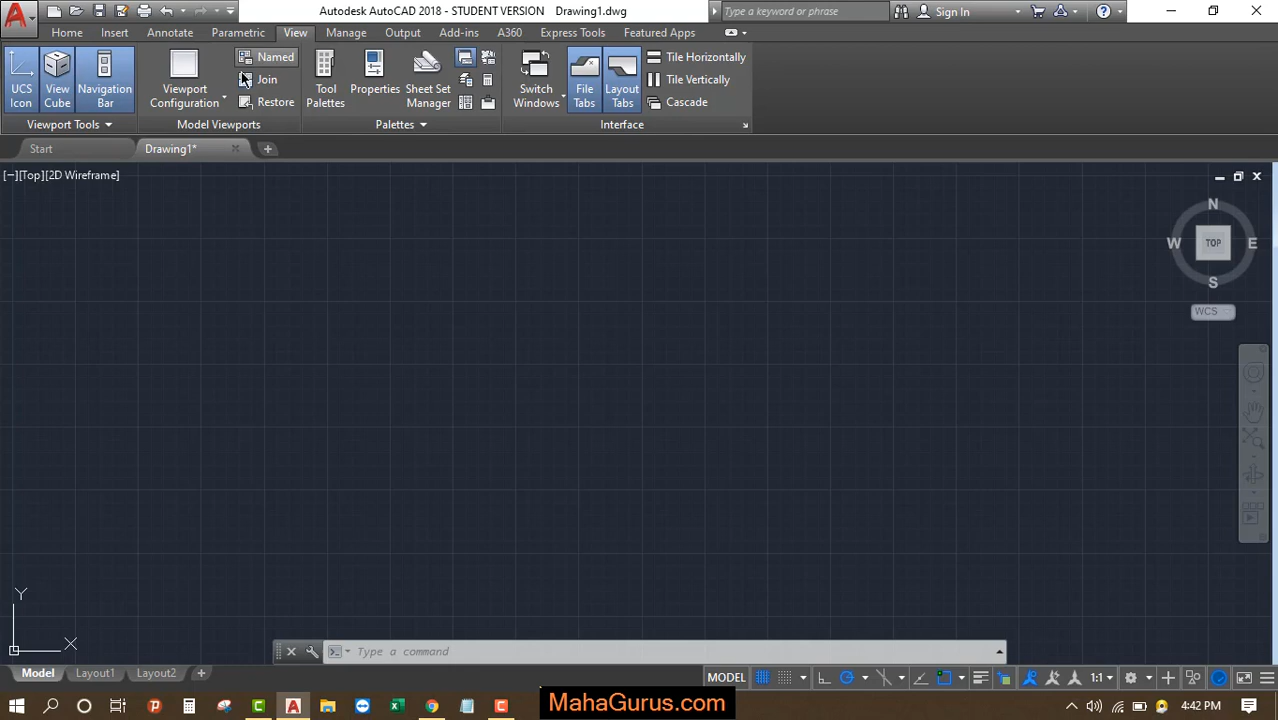 Autodesk AutoCAD 2018 - STUDENT VERSION Drawing1.dwg
Type a keyword or phrase
Sign In
Home Insert Annotate Parametric View Manage Output Add-ins A360 Express Tools Featured Apps
UCS Icon
View Cube
Navigation Bar
Viewport Tools
Viewport Configuration
Named
Join
Restore
Model Viewports
Tool Palettes
Properties
Sheet Set Manager
Palettes
Switch Windows
File Tabs
Layout Tabs
Tile Horizontally
Tile Vertically
Cascade
Interface
Start
Drawing1*
[−][Top][2D Wireframe]
N
W
TOP
E
S
WCS
Y
X
Type a command
Model Layout1 Layout2
MODEL
1:1
MahaGurus.com
4:42 PM